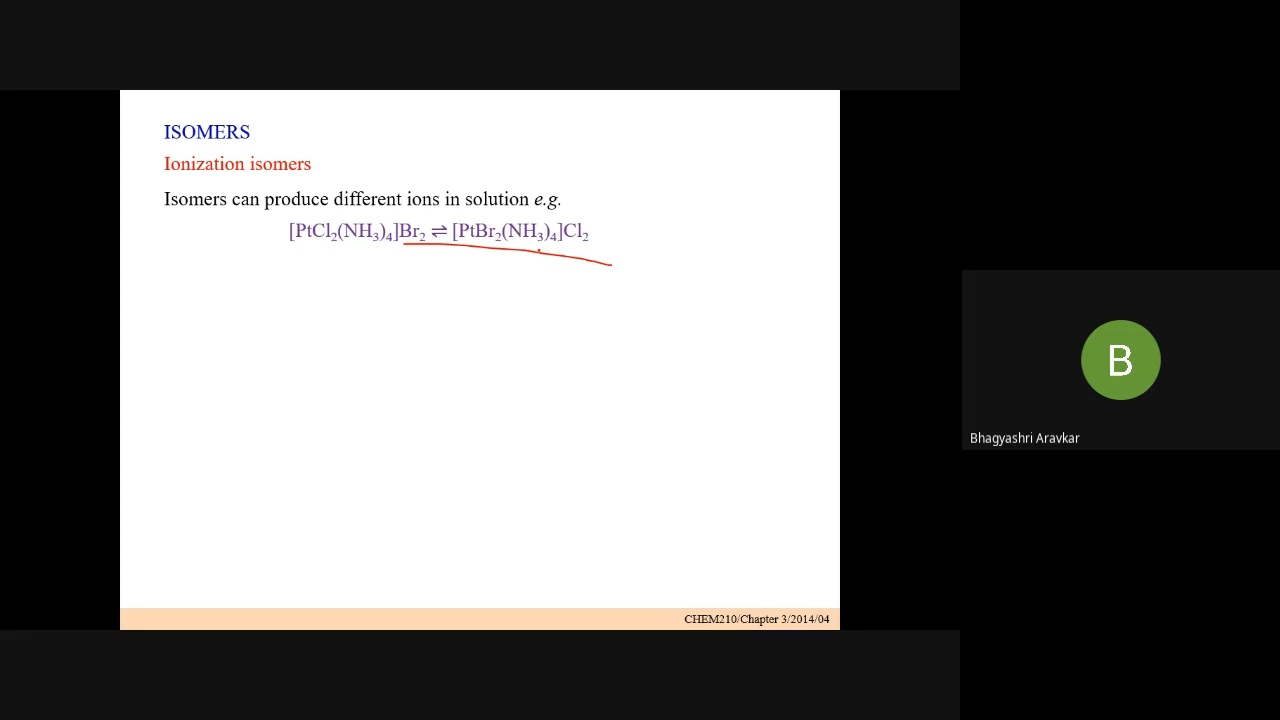 ISOMERS
Ionization isomers
Isomers can produce different ions in solution e.g.
[PtCl₂(NH₃)₄]Br₂ ⇌ [PtBr₂(NH₃)₄]Cl₂
B
Bhagyashri Aravkar
CHEM210/Chapter 3/2014/04